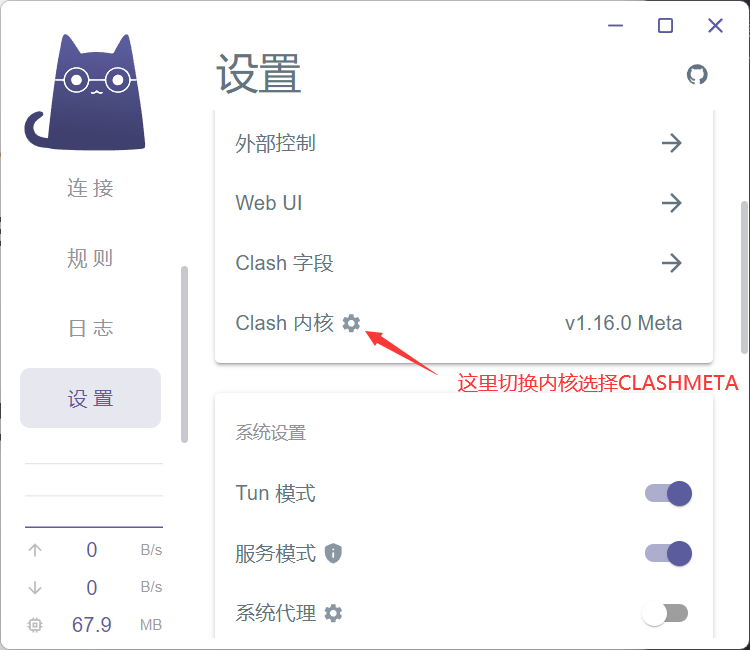 设置
外部控制
Web UI
Clash 字段
Clash 内核
v1.16.0 Meta
这里切换内核选择CLASHMETA
系统设置
Tun 模式
服务模式
系统代理
连 接
规 则
日 志
设 置
0 B/s
0 B/s
67.9 MB